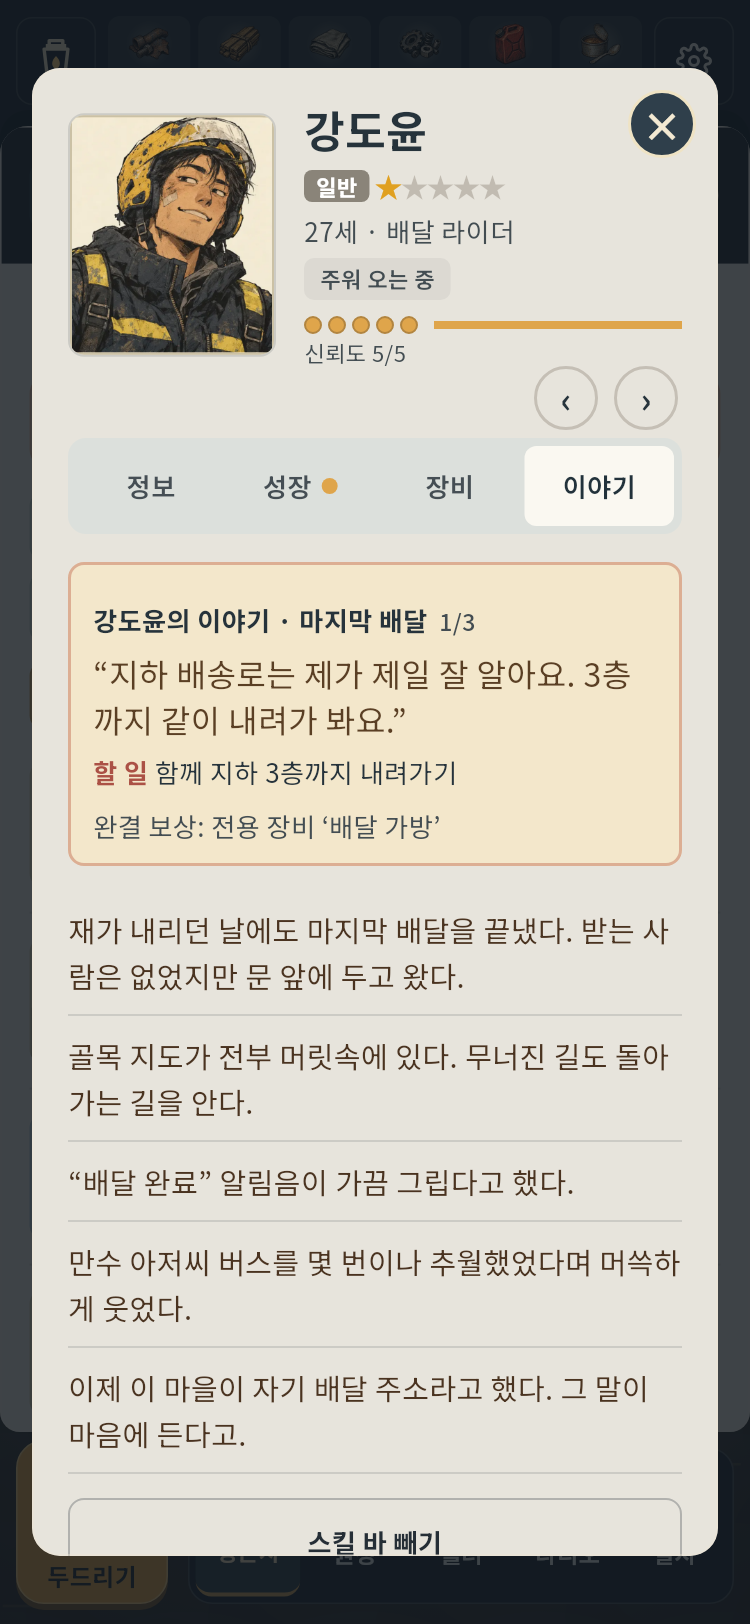 강도윤
일반
27세 · 배달 라이더
주워 오는 중
신뢰도 5/5
정보 성장 장비 이야기
강도윤의 이야기 · 마지막 배달 1/3
“지하 배송로는 제가 제일 잘 알아요. 3층
까지 같이 내려가 봐요.”
할 일 함께 지하 3층까지 내려가기
완결 보상: 전용 장비 ‘배달 가방’
재가 내리던 날에도 마지막 배달을 끝냈다. 받는 사
람은 없었지만 문 앞에 두고 왔다.
골목 지도가 전부 머릿속에 있다. 무너진 길도 돌아
가는 길을 안다.
“배달 완료” 알림음이 가끔 그립다고 했다.
만수 아저씨 버스를 몇 번이나 추월했었다며 머쓱하
게 웃었다.
이제 이 마을이 자기 배달 주소라고 했다. 그 말이
마음에 든다고.
스킬 바 빼기
두드리기